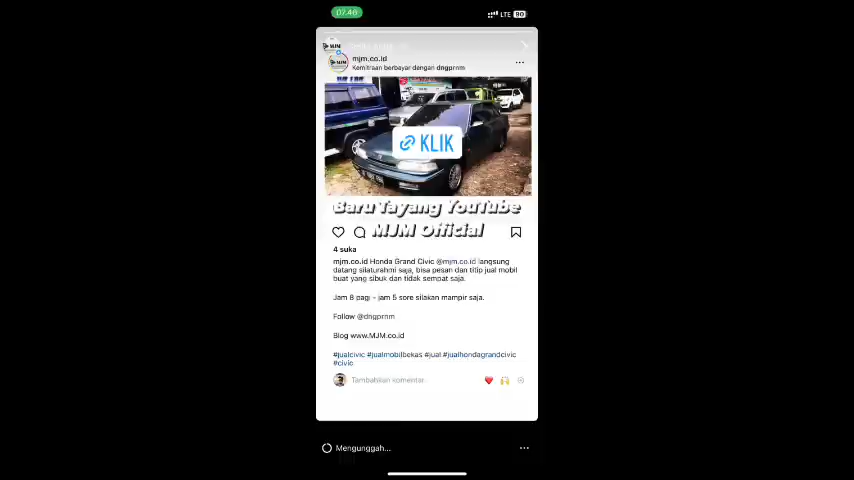 07.46
LTE 90
MJM
mjm.co.id
Kemitraan berbayar dengan dngprnm
KLIK
Baru Tayang YouTube
MJM Official
4 suka
mjm.co.id Honda Grand Civic @mjm.co.id langsung
datang silaturahmi saja, bisa pesan dan titip jual mobil
buat yang sibuk dan tidak sempat saja.
Jam 8 pagi - jam 5 sore silakan mampir saja.
Follow @dngprnm
Blog www.MJM.co.id
#jualcivic #jualmobilbekas #jual #jualhondagrandcivic
#civic
Tambahkan komentar
Mengunggah...